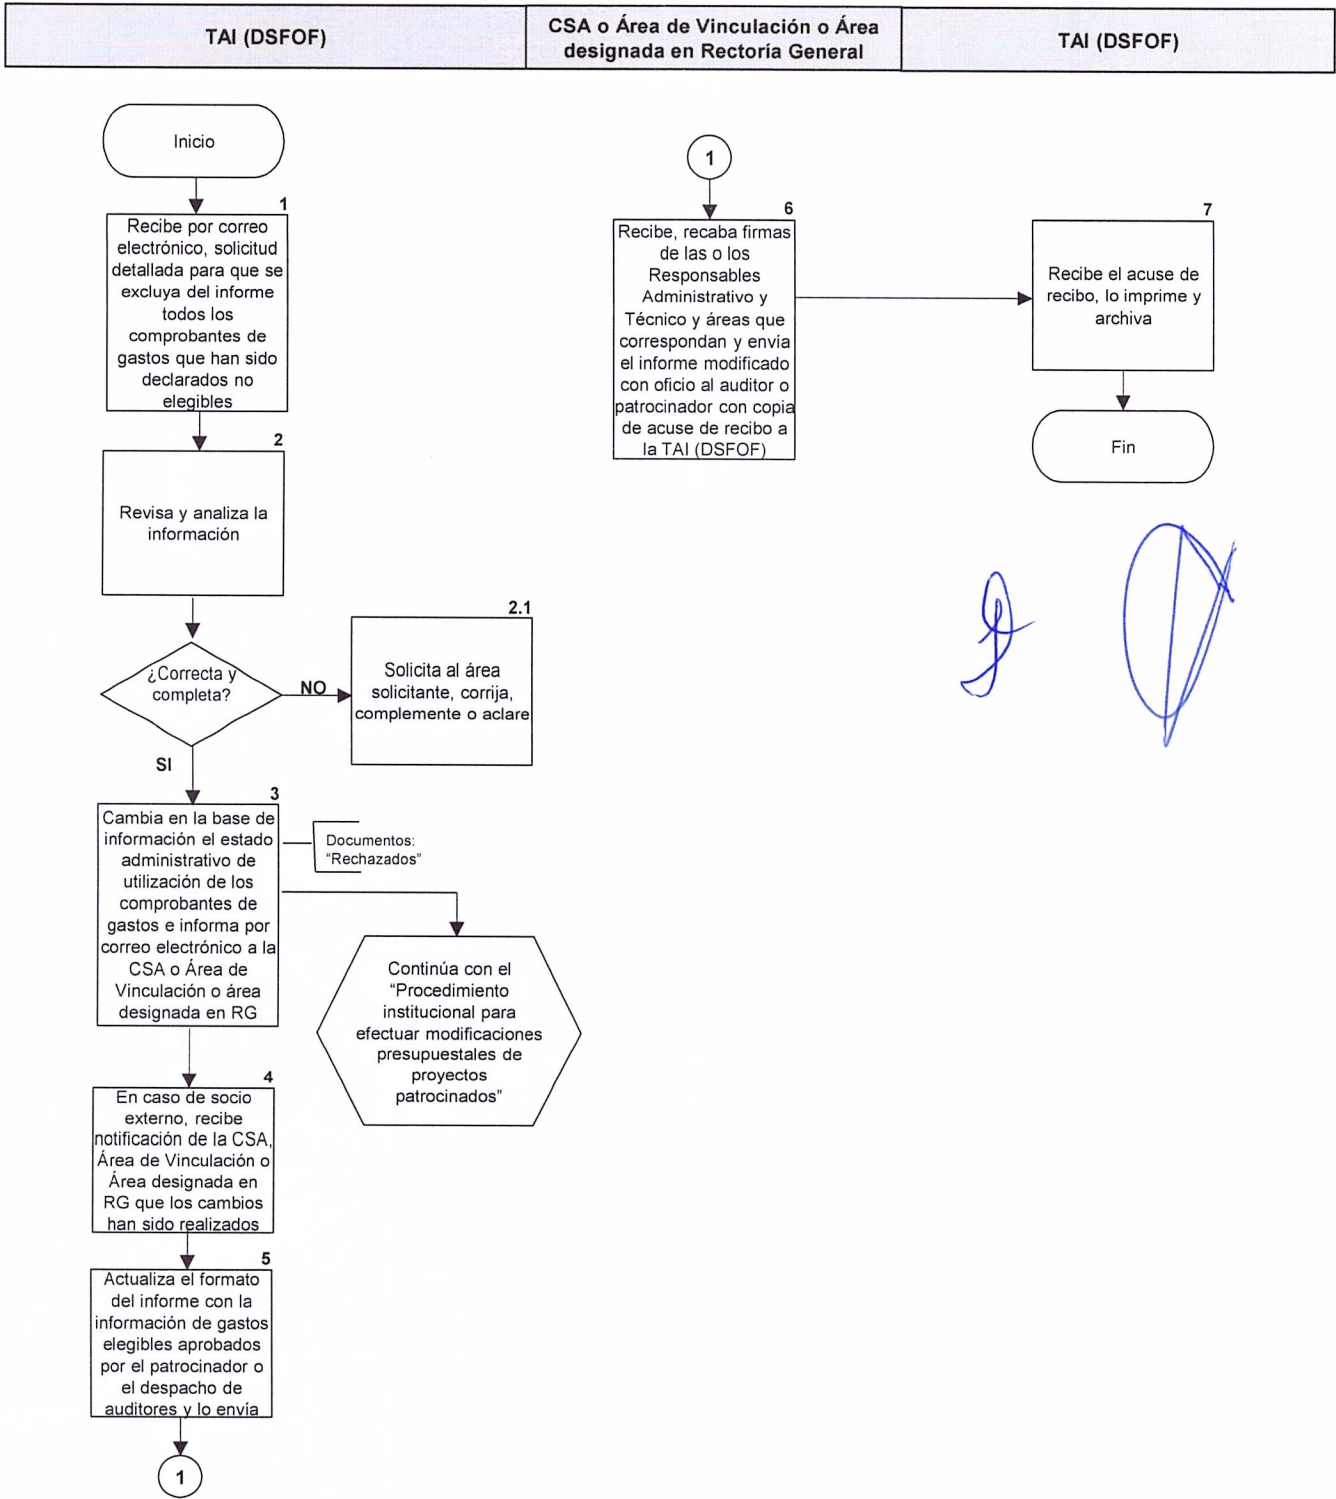 TAI (DSFOF)
CSA o Área de Vinculación o Área
designada en Rectoría General
TAI (DSFOF)
Inicio
1
Recibe por correo
electrónico, solicitud
detallada para que se
excluya del informe
todos los
comprobantes de
gastos que han sido
declarados no
elegibles
2
Revisa y analiza la
información
¿Correcta y
completa?
NO
2.1
Solicita al área
solicitante, corrija,
complemente o aclare
SI
3
Cambia en la base de
información el estado
administrativo de
utilización de los
comprobantes de
gastos e informa por
correo electrónico a la
CSA o Área de
Vinculación o área
designada en RG
Documentos:
“Rechazados”
Continúa con el
“Procedimiento
institucional para
efectuar modificaciones
presupuestales de
proyectos
patrocinados”
4
En caso de socio
externo, recibe
notificación de la CSA,
Área de Vinculación o
Área designada en
RG que los cambios
han sido realizados
5
Actualiza el formato
del informe con la
información de gastos
elegibles aprobados
por el patrocinador o
el despacho de
auditores y lo envía
1
1
6
Recibe, recaba firmas
de las o los
Responsables
Administrativo y
Técnico y áreas que
correspondan y envía
el informe modificado
con oficio al auditor o
patrocinador con copia
de acuse de recibo a
la TAI (DSFOF)
7
Recibe el acuse de
recibo, lo imprime y
archiva
Fin